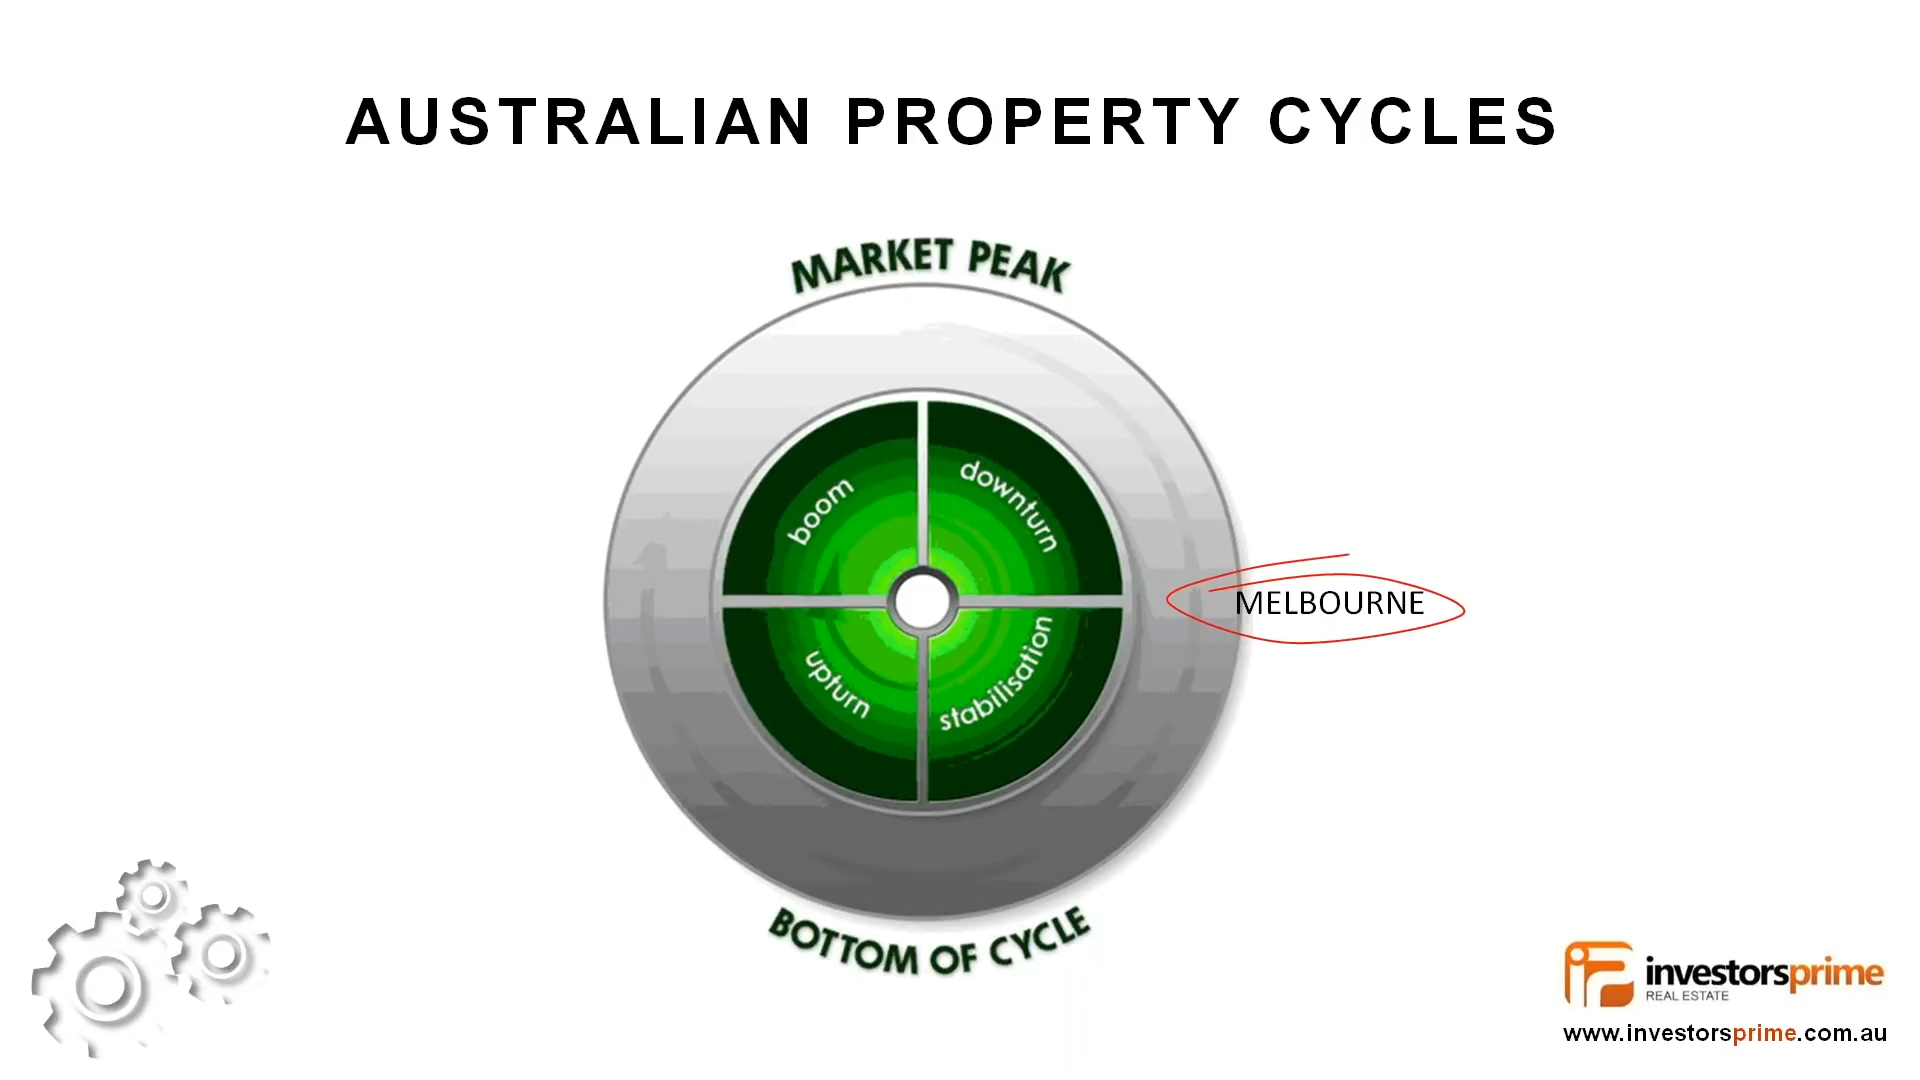 AUSTRALIAN PROPERTY CYCLES
MARKET PEAK
boom
downturn
MELBOURNE
upturn
stabilisation
BOTTOM OF CYCLE
investorsprime
REAL ESTATE
www.investorsprime.com.au